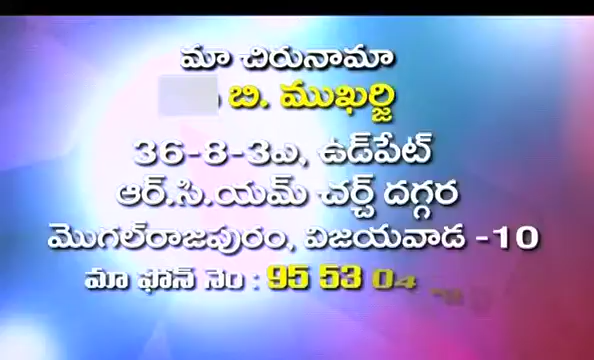 మా చిరునామా
బి. ముఖర్జి
36-8-3ఎ, ఉడ్‌పేట్
ఆర్.సి.యమ్ చర్చ్ దగ్గర
మొగల్‌రాజపురం, విజయవాడ -10
మా ఫోన్ నెం : 95 53 04